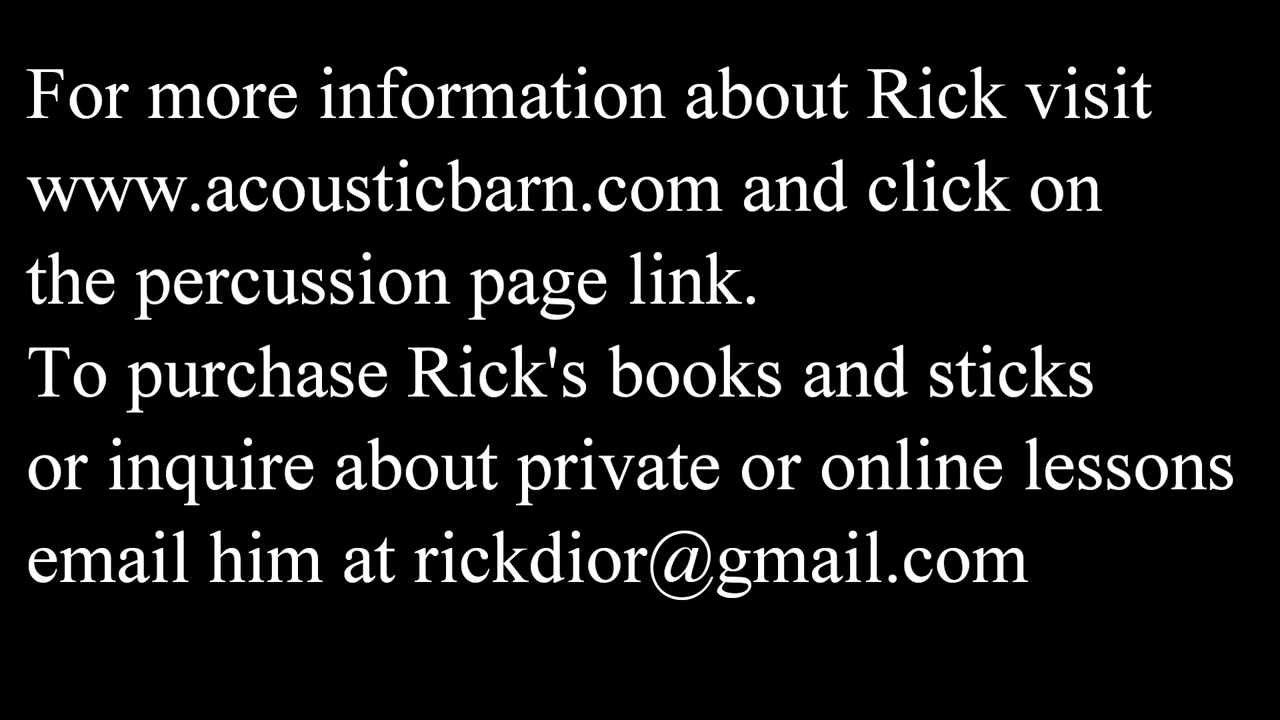 For more information about Rick visit
www.acousticbarn.com and click on
the percussion page link.
To purchase Rick's books and sticks
or inquire about private or online lessons
email him at rickdior@gmail.com